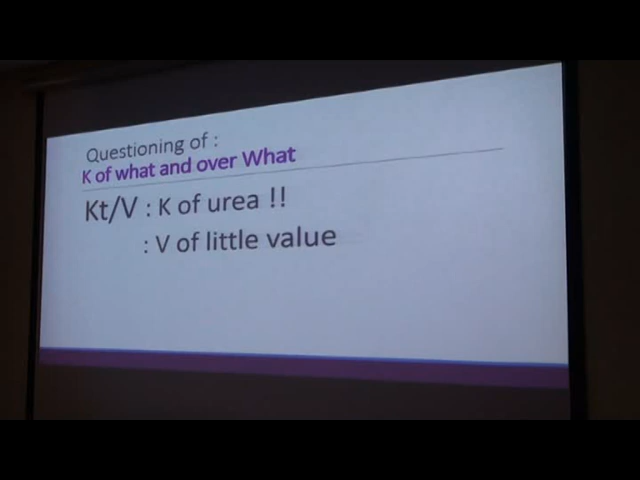 Questioning of :
K of what and over What
Kt/V : K of urea !!
: V of little value